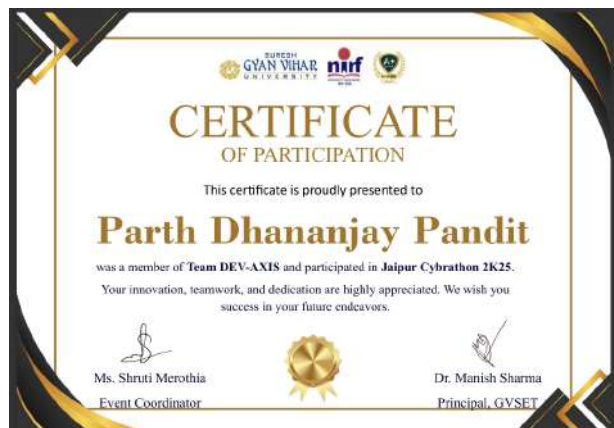 SURESH
GYAN VIHAR
UNIVERSITY
nirf
A+
CERTIFICATE
OF PARTICIPATION
This certificate is proudly presented to
Parth Dhananjay Pandit
was a member of Team DEV-AXIS and participated in Jaipur Cybrathon 2K25.
Your innovation, teamwork, and dedication are highly appreciated. We wish you
success in your future endeavors.
Ms. Shruti Merothia
Event Coordinator
Dr. Manish Sharma
Principal, GVSET